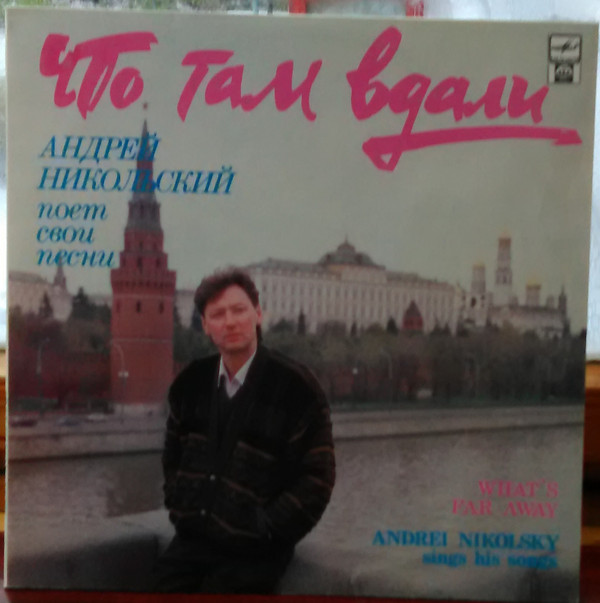 Что там вдали
АНДРЕЙ
НИКОЛЬСКИЙ
поет
свои
песни
WHAT'S
FAR AWAY
ANDREI NIKOLSKY
sings his songs